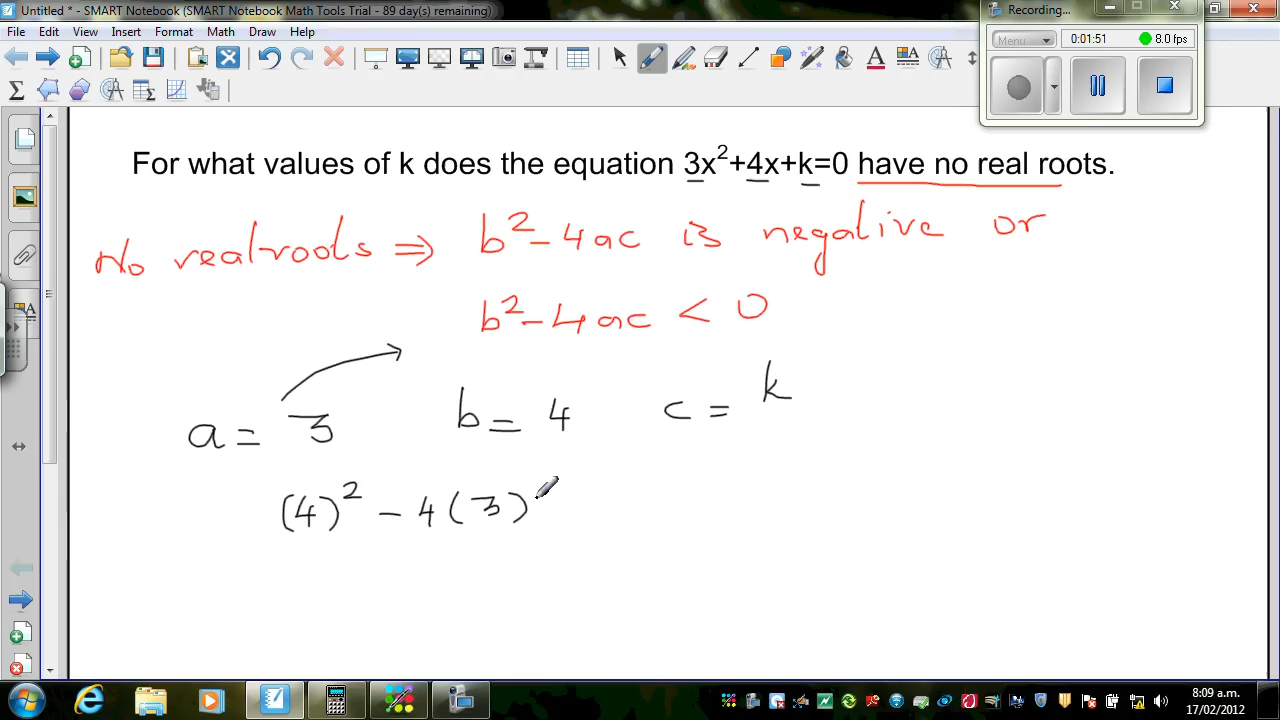 Untitled * - SMART Notebook - SMART Notebook Math Tools Trial - 89 day(s) remaining]
Recording...
File Edit View Insert Format Math Tools Draw Help
Menu 0:01:51 8.0 fps
For what values of k does the equation 3x²+4x+k=0 have no real roots.
No real roots ⇒ b² - 4ac is negative or
b² - 4ac < 0
a = 3 b = 4 c = k
(4)² - 4(3)
8:09 a.m.
17/02/2012